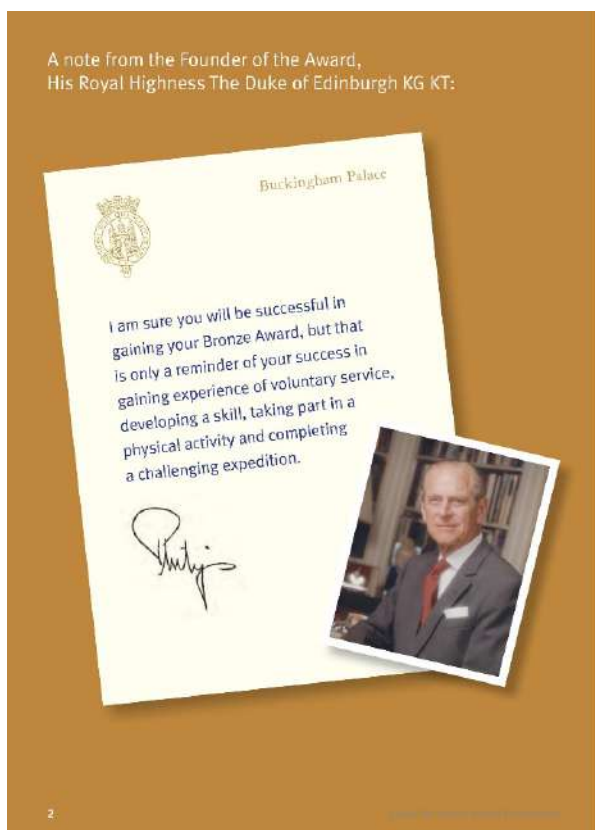 A note from the Founder of the Award,
His Royal Highness The Duke of Edinburgh KG KT:
Buckingham Palace
I am sure you will be successful in
gaining your Bronze Award, but that
is only a reminder of your success in
gaining experience of voluntary service,
developing a skill, taking part in a
physical activity and completing
a challenging expedition.
Philip
2